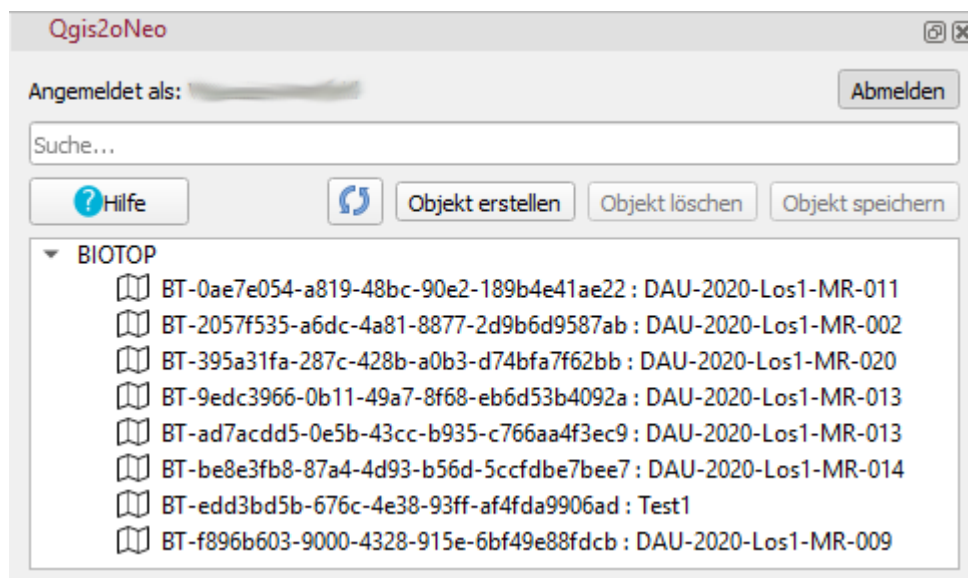 Qgis2oNeo
Angemeldet als:
Abmelden
Suche...
?Hilfe
Objekt erstellen
Objekt löschen
Objekt speichern
BIOTOP
BT-0ae7e054-a819-48bc-90e2-189b4e41ae22 : DAU-2020-Los1-MR-011
BT-2057f535-a6dc-4a81-8877-2d9b6d9587ab : DAU-2020-Los1-MR-002
BT-395a31fa-287c-428b-a0b3-d74bfa7f62bb : DAU-2020-Los1-MR-020
BT-9edc3966-0b11-49a7-8f68-eb6d53b4092a : DAU-2020-Los1-MR-013
BT-ad7acdd5-0e5b-43cc-b935-c766aa4f3ec9 : DAU-2020-Los1-MR-013
BT-be8e3fb8-87a4-4d93-b56d-5ccfdbe7bee7 : DAU-2020-Los1-MR-014
BT-edd3bd5b-676c-4e38-93ff-af4fda9906ad : Test1
BT-f896b603-9000-4328-915e-6bf49e88fdcb : DAU-2020-Los1-MR-009